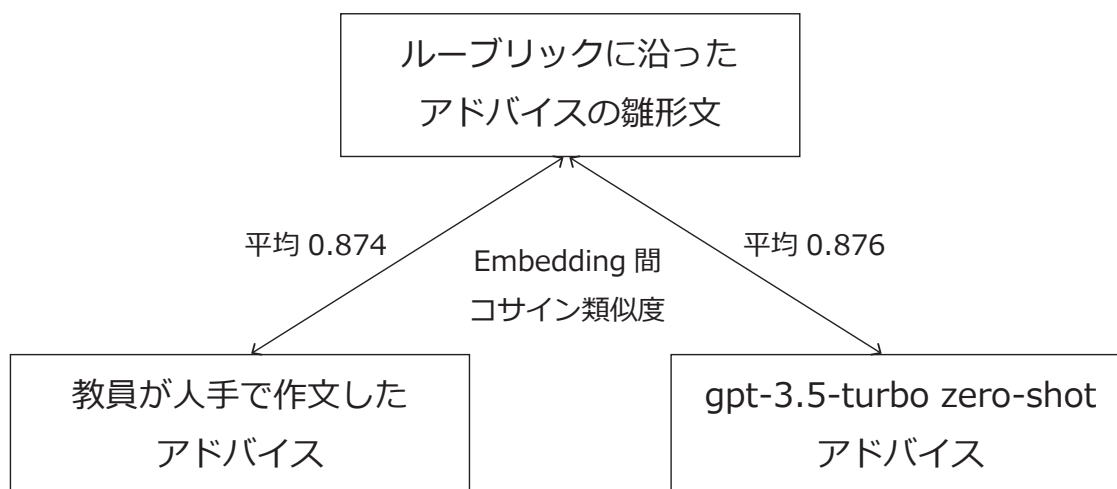 ルーブリックに沿った
アドバイスの雛形文
平均 0.874
平均 0.876
Embedding 間
コサイン類似度
教員が人手で作文した
アドバイス
gpt-3.5-turbo zero-shot
アドバイス